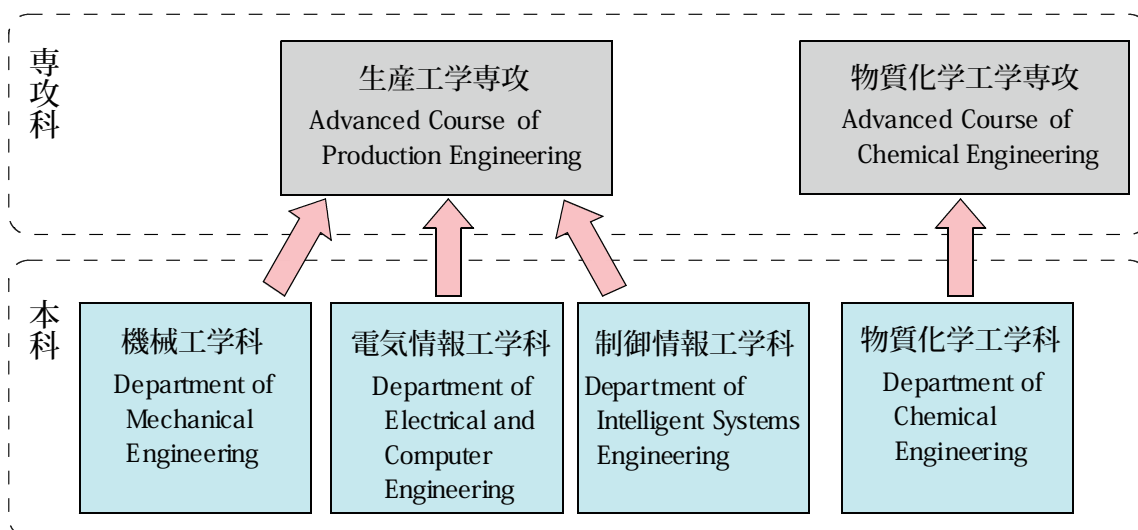 専攻科
生産工学専攻
Advanced Course of
Production Engineering
物質化学工学専攻
Advanced Course of
Chemical Engineering
本科
機械工学科
Department of
Mechanical
Engineering
電気情報工学科
Department of
Electrical and
Computer
Engineering
制御情報工学科
Department of
Intelligent Systems
Engineering
物質化学工学科
Department of
Chemical
Engineering